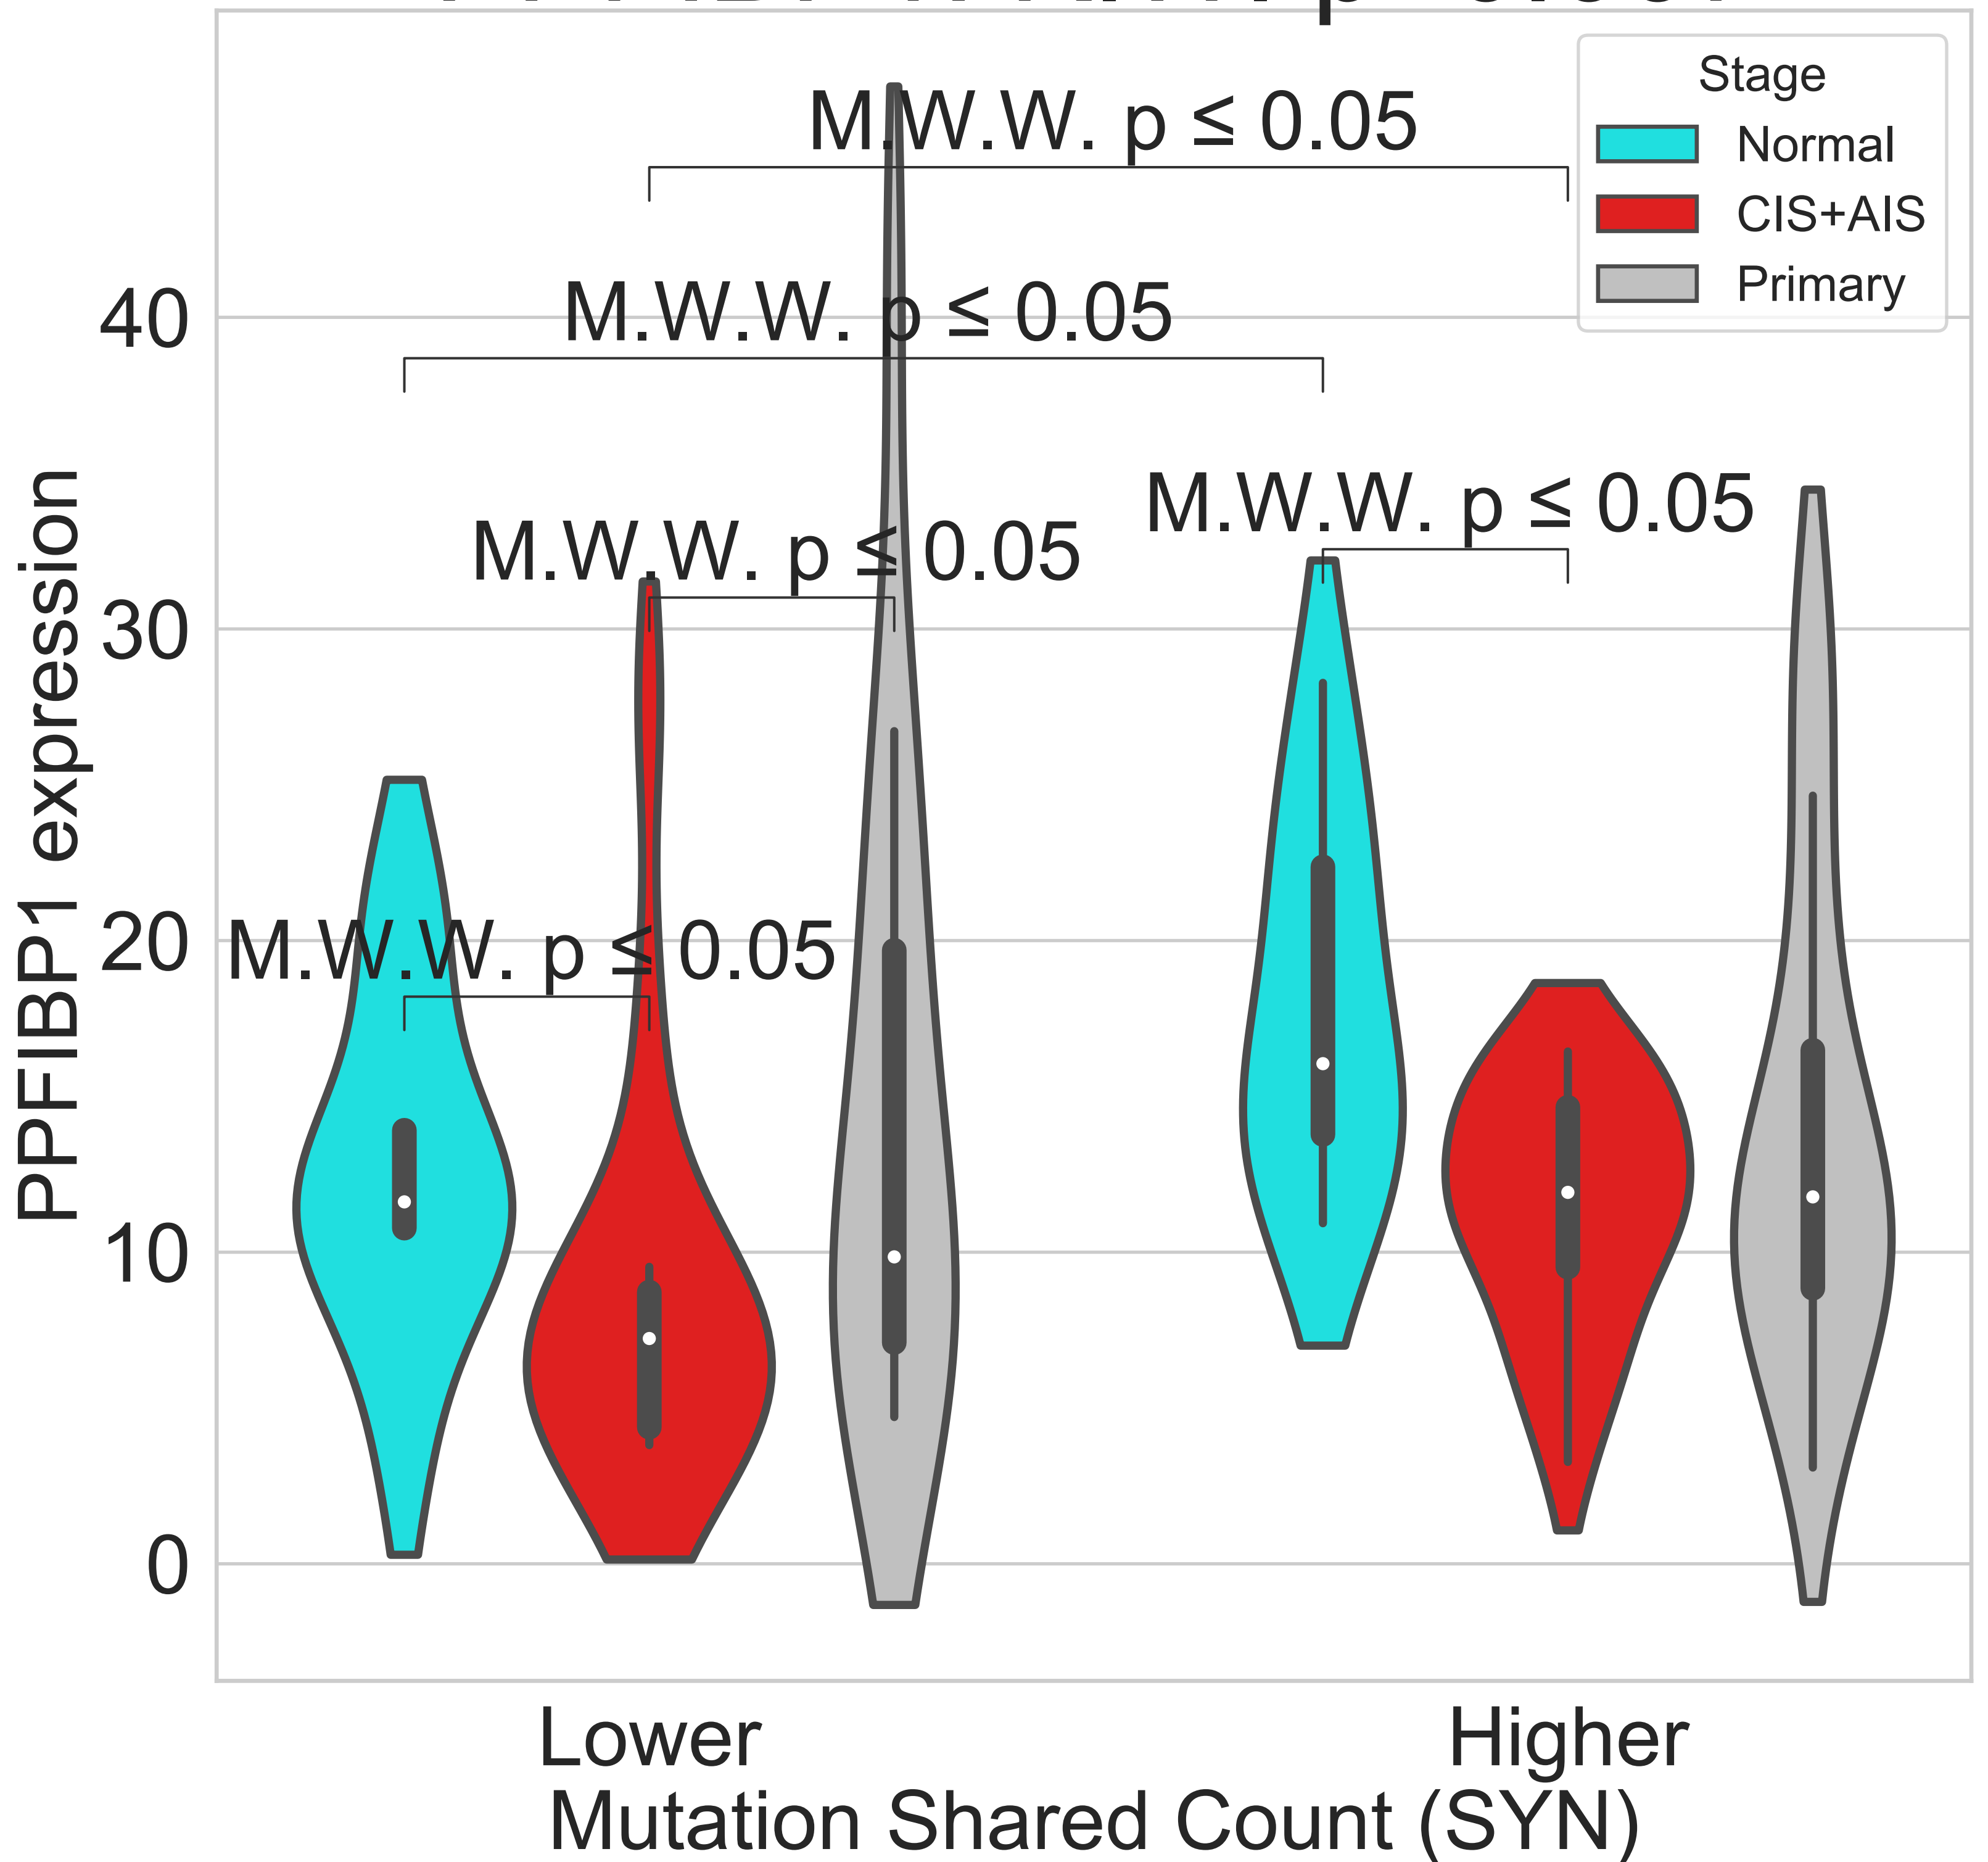 Stage
Normal
CIS+AIS
Primary
M.W.W. p ≤ 0.05
M.W.W. p ≤ 0.05
M.W.W. p ≤ 0.05
M.W.W. p ≤ 0.05
M.W.W. p ≤ 0.05
40
30
20
10
0
PPFIBP1 expression
Lower
Higher
Mutation Shared Count (SYN)